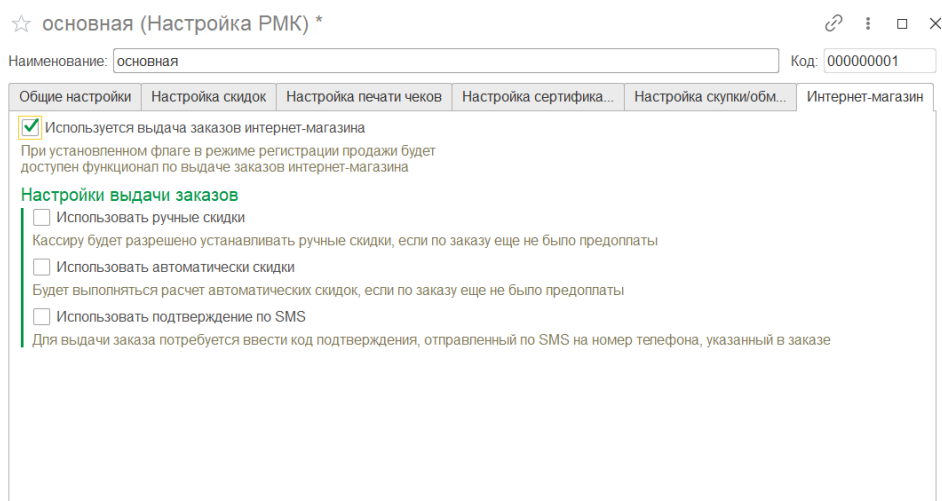 основная (Настройка РМК) *
Наименование: основная Код: 000000001
Общие настройки Настройка скидок Настройка печати чеков Настройка сертифика... Настройка скупки/обм... Интернет-магазин
Используется выдача заказов интернет-магазина
При установленном флаге в режиме регистрации продажи будет
доступен функционал по выдаче заказов интернет-магазина
Настройки выдачи заказов
Использовать ручные скидки
Кассиру будет разрешено устанавливать ручные скидки, если по заказу еще не было предоплаты
Использовать автоматически скидки
Будет выполняться расчет автоматических скидок, если по заказу еще не было предоплаты
Использовать подтверждение по SMS
Для выдачи заказа потребуется ввести код подтверждения, отправленный по SMS на номер телефона, указанный в заказе